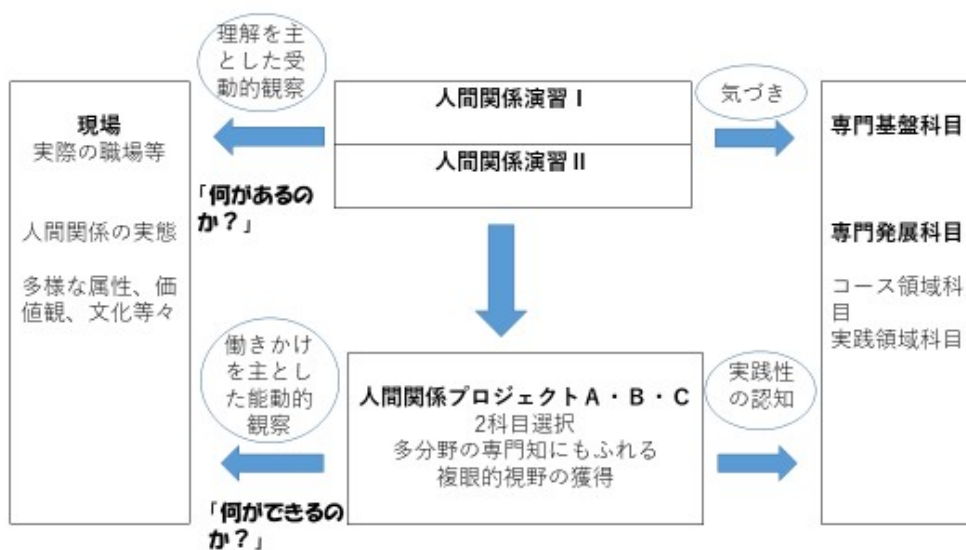 理解を主
とした受
動的観察
現場
実際の職場等
人間関係の実態
多様な属性、価
値観、文化等々
「何があるの
か？」
人間関係演習Ⅰ
人間関係演習Ⅱ
気づき
専門基盤科目
専門発展科目
コース領域科
目
実践領域科目
働きかけ
を主とし
た能動的
観察
「何ができるの
か？」
人間関係プロジェクトA・B・C
2科目選択
多分野の専門知にもふれる
複眼的視野の獲得
実践性
の認知